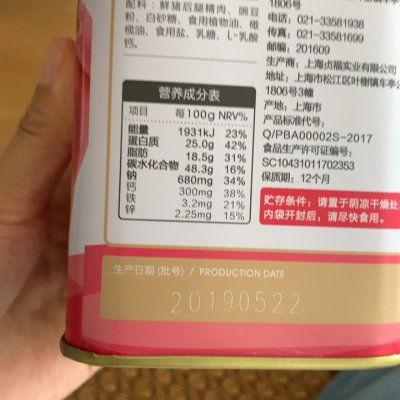 配料：鲜猪后腿精肉、豌豆
粉、白砂糖、食用植物油、橄
榄油、食用盐、乳糖、L-乳酸
钙。
营养成分表
项目 每100g NRV%
能量 1931kJ 23%
蛋白质 25.0g 42%
脂肪 18.5g 31%
碳水化合物 48.3g 16%
钠 680mg 34%
钙 300mg 38%
铁 3.2mg 21%
锌 2.25mg 15%
1806号
电话：021-33581938
传真：021-33581699
邮编：201609
生产商：上海贞福实业有限公司
地址：上海市松江区叶榭镇车亭公
1806号3幢
产地：上海市
产品标准代号：
Q/PBA00002S-2017
食品生产许可证编号：
SC10431011702353
保质期：12个月
贮存条件：请置于阴凉干燥处
内袋开封后，请尽快食用。
生产日期 (批号) / PRODUCTION DATE
20190522